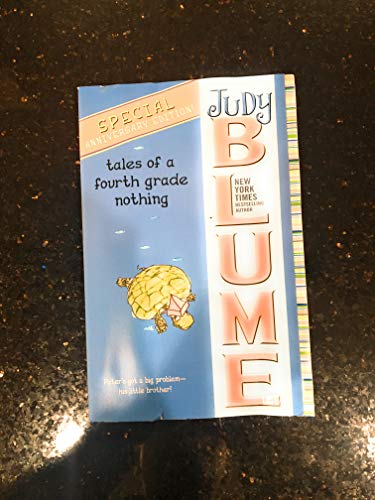 SPECIAL
ANNIVERSARY EDITION!
tales of a
fourth grade
nothing
JUDY
BLUME
NEW
YORK
TIMES
BESTSELLING
AUTHOR
Peter's got a big problem—
his little brother!